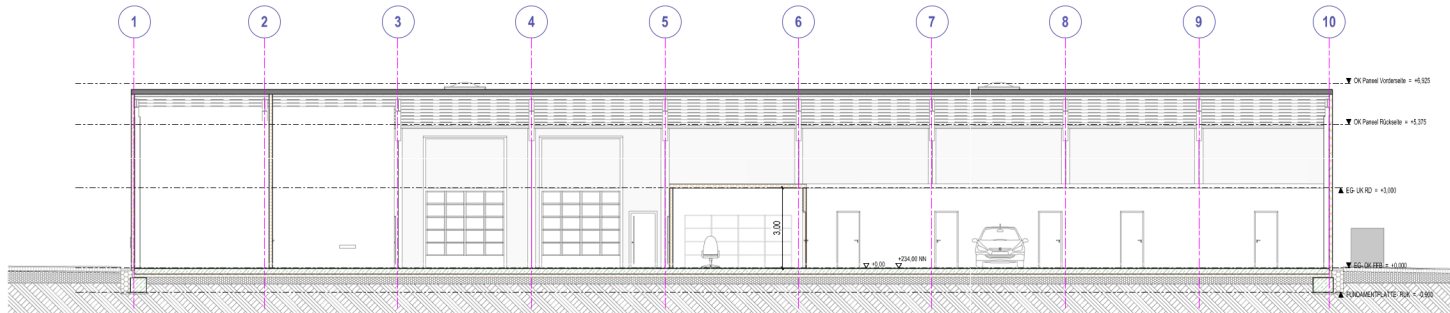 1 2 3 4 5 6 7 8 9 10
OK Paneel Vorderseite = +6,925
OK Paneel Rückseite = +5,375
EG- UK RD = +3,000
3,00
+234,00 NN
+0,00
EG- OK FFB = +0,000
FUNDAMENTPLATTE- RUK = -0,900